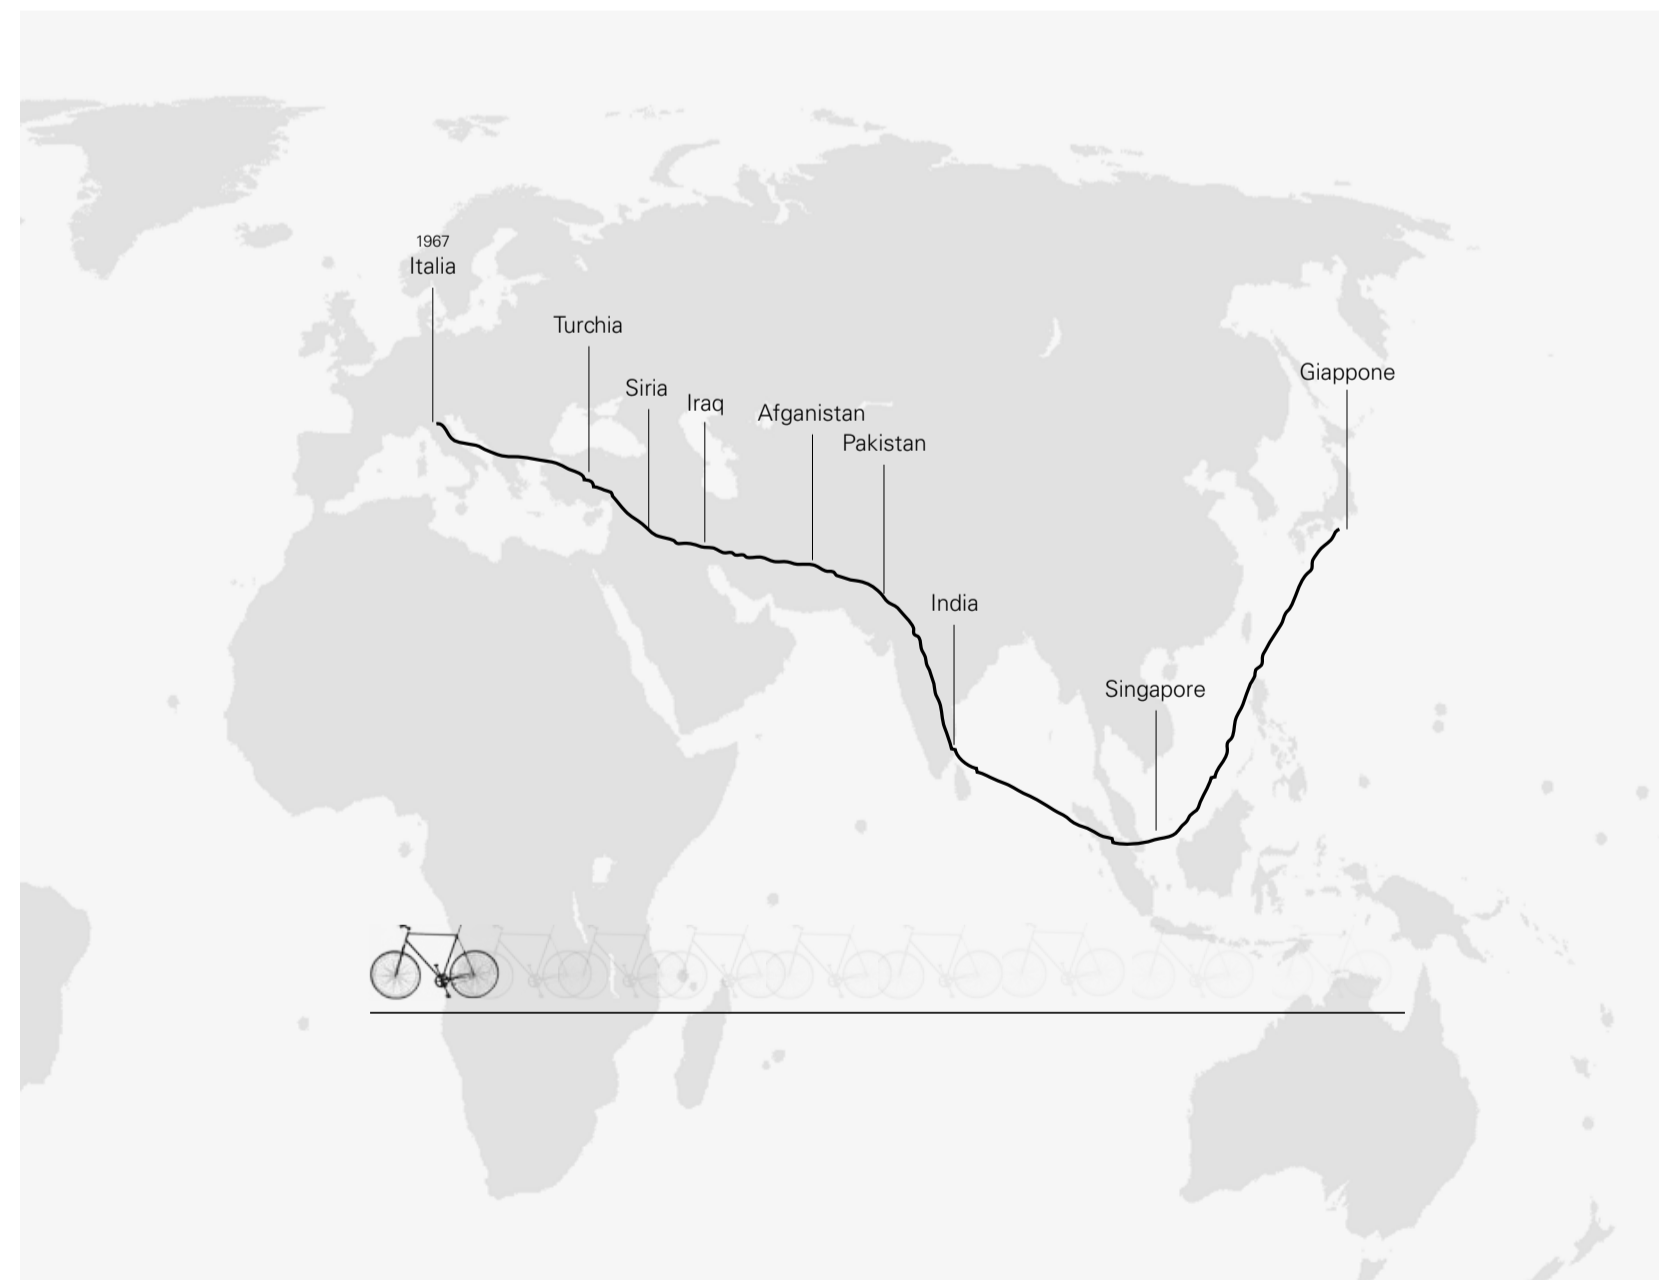 1967
Italia
Turchia
Siria
Iraq
Afganistan
Pakistan
India
Singapore
Giappone